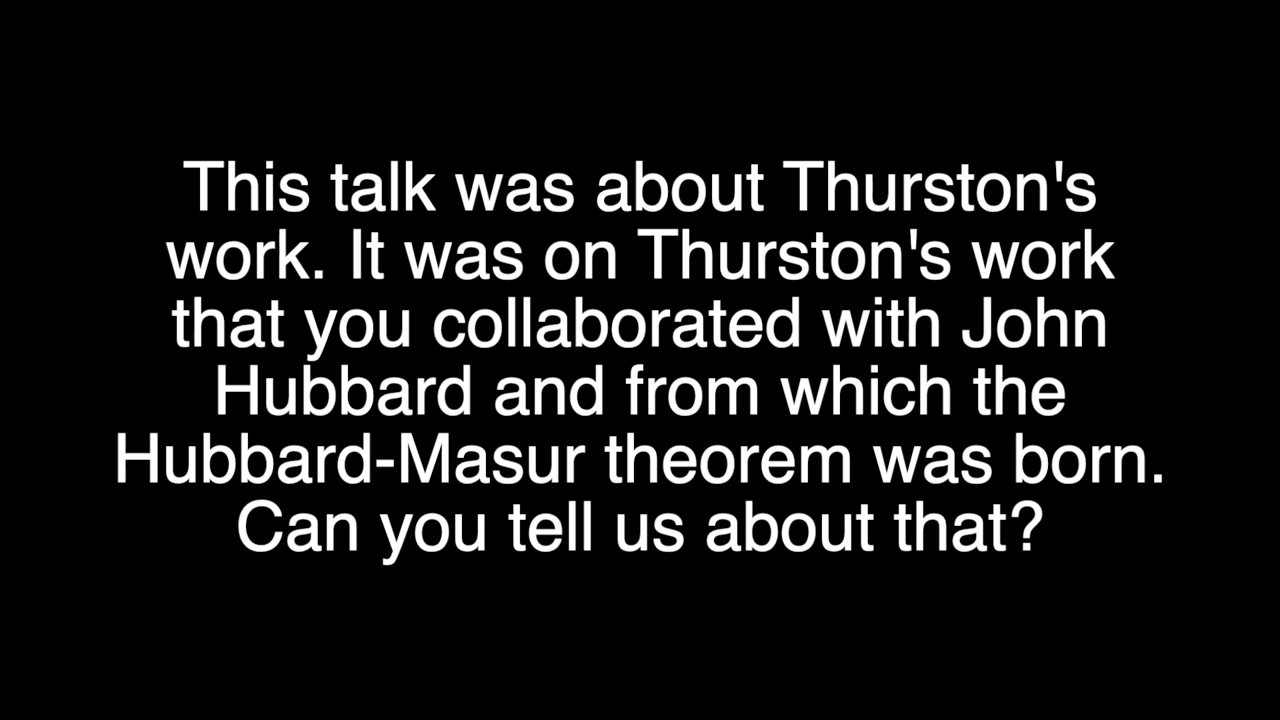 This talk was about Thurston's
work. It was on Thurston's work
that you collaborated with John
Hubbard and from which the
Hubbard-Masur theorem was born.
Can you tell us about that?